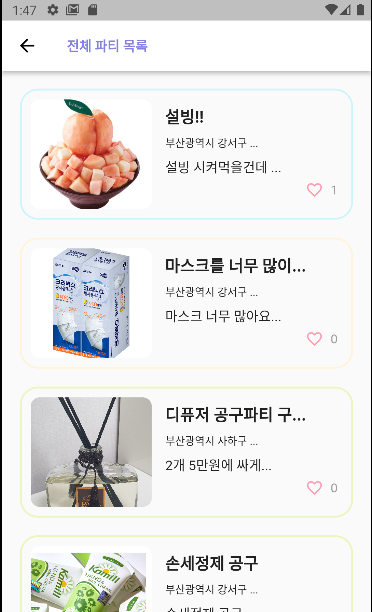 1:47
전체 파티 목록
설빙!!
부산광역시 강서구 ...
설빙 시켜먹을건데 ...
1
마스크를 너무 많이...
부산광역시 강서구 ...
마스크 너무 많아요...
0
디퓨저 공구파티 구...
부산광역시 사하구 ...
2개 5만원에 싸게...
0
Kamill
Kamill
손세정제 공구
부산광역시 강서구 ...